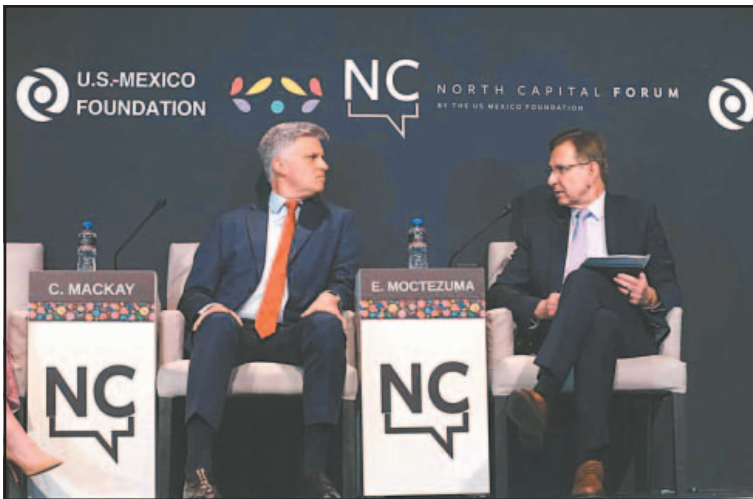 U.S.-MEXICO
FOUNDATION
NC
NORTH CAPITAL FORUM
BY THE US MEXICO FOUNDATION
C. MACKAY
E. MOCTEZUMA
NC
NC